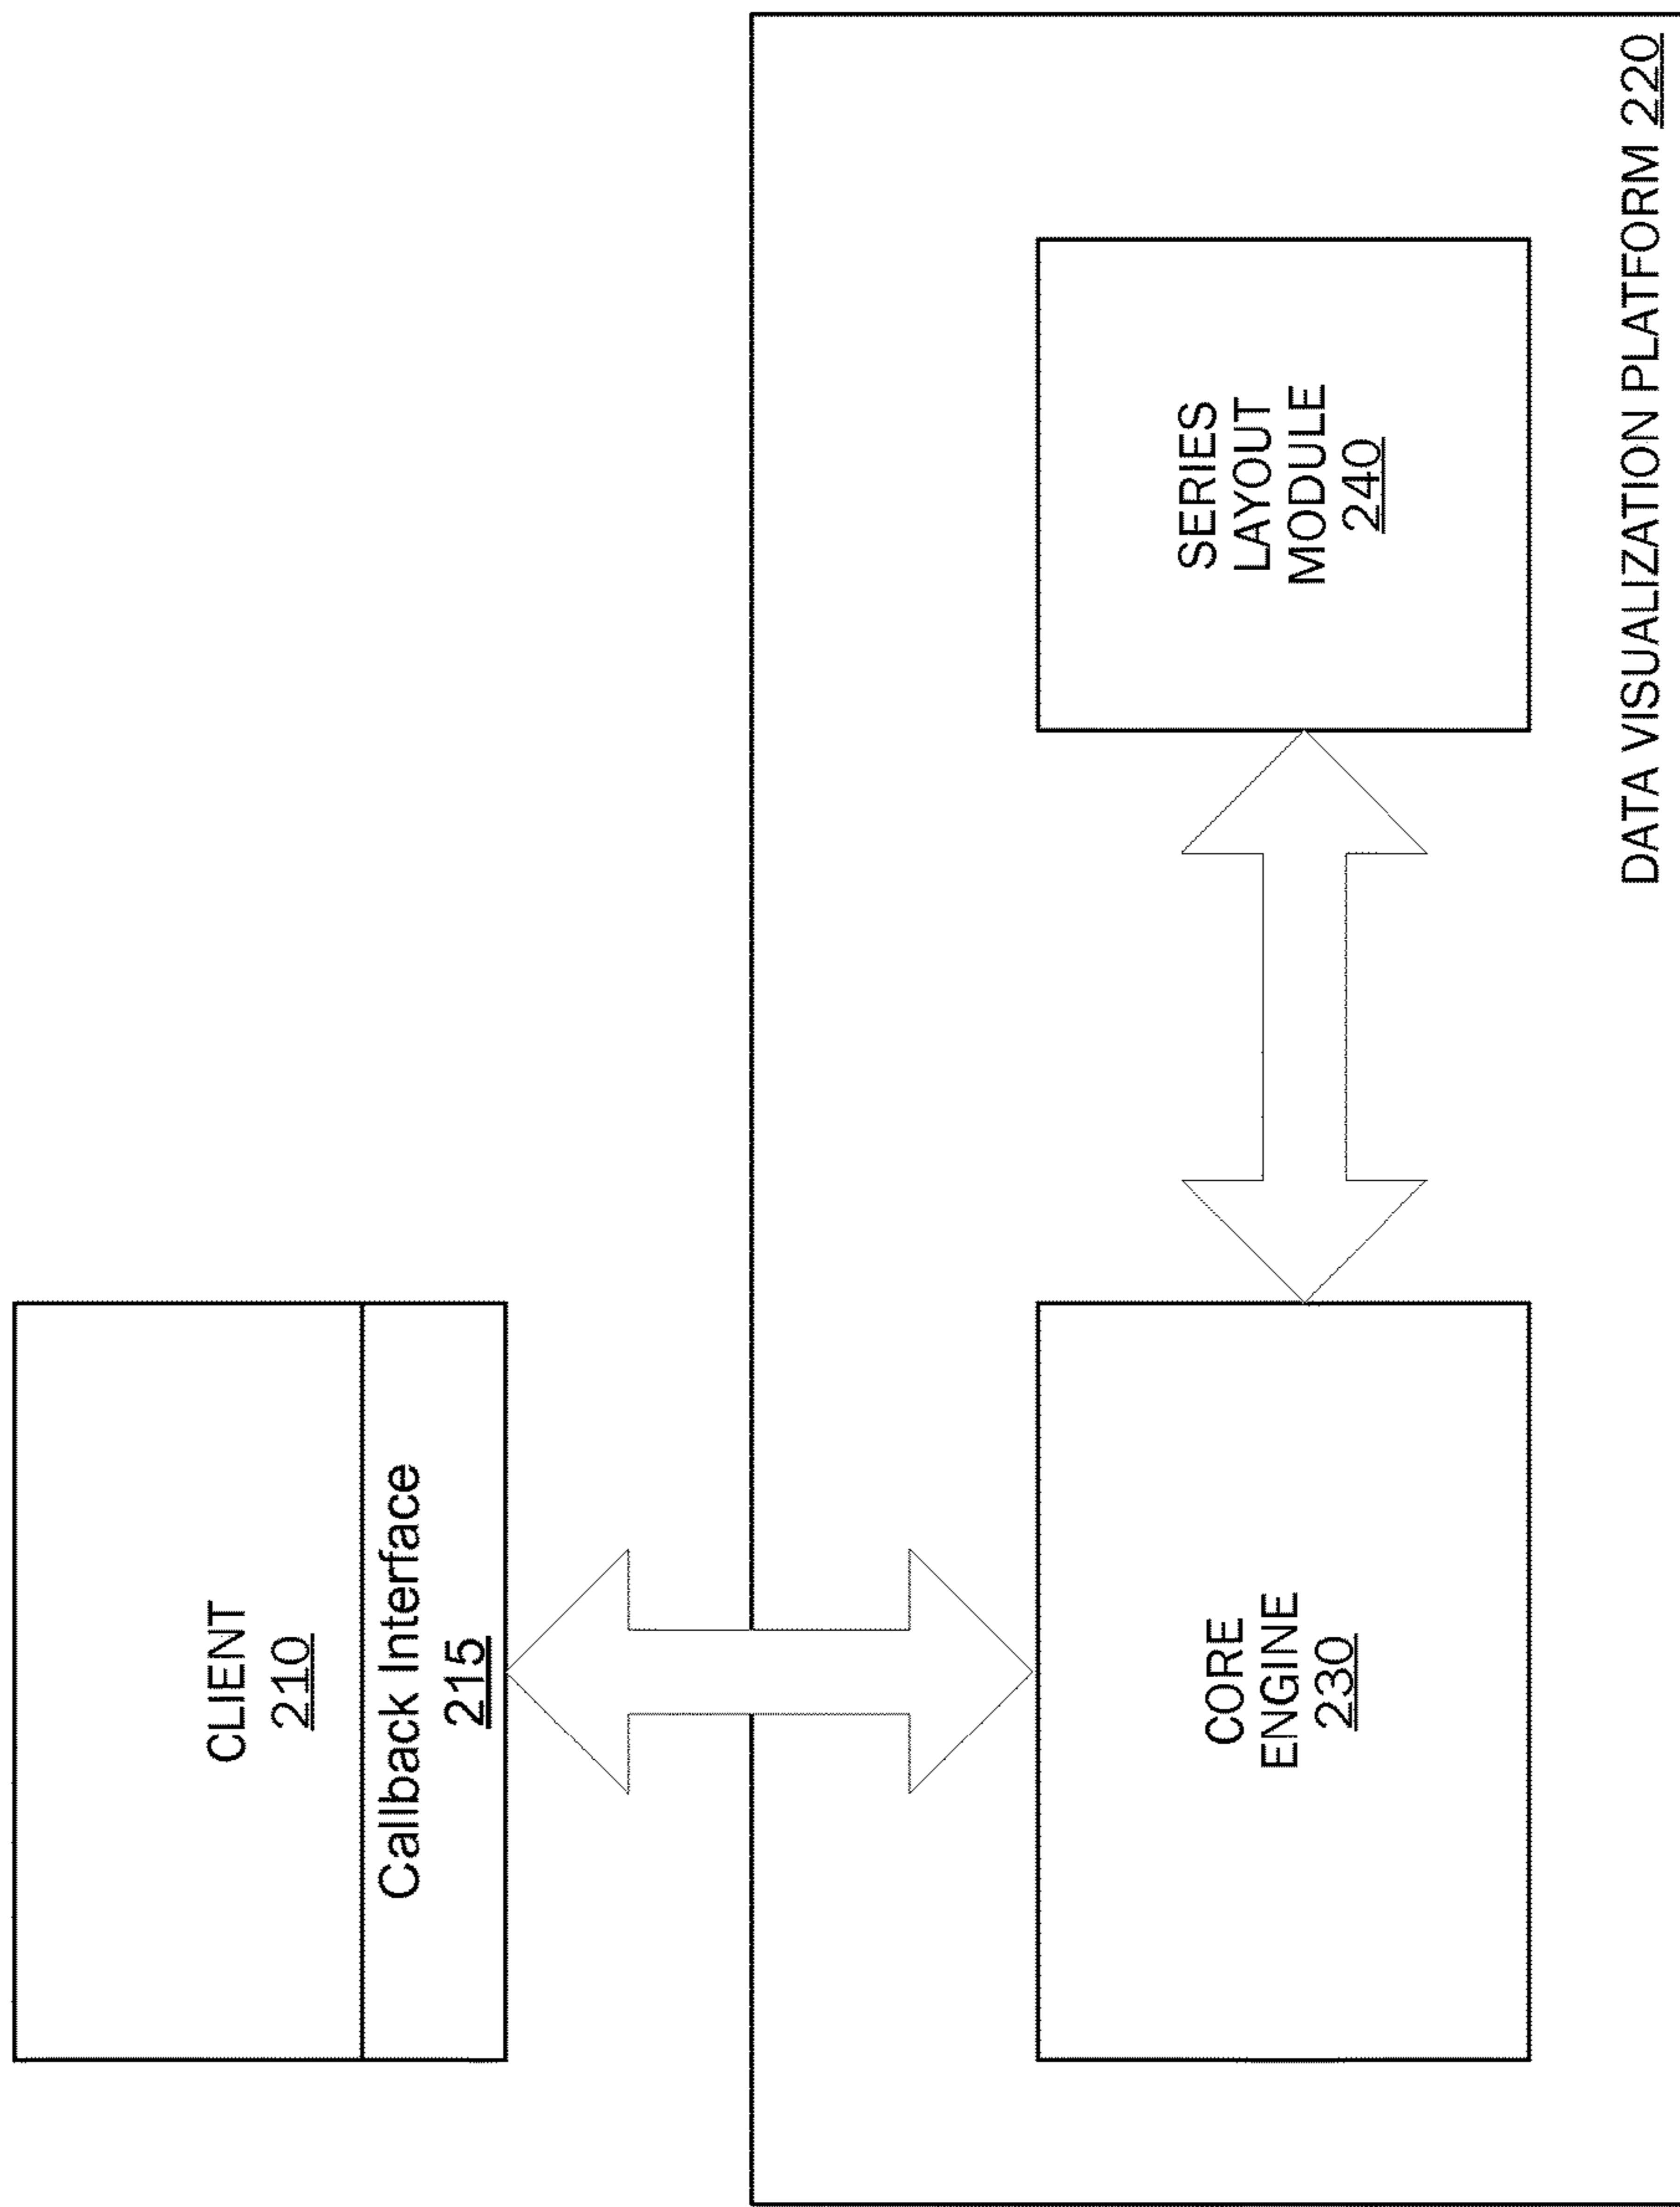 CLIENT
210
Callback Interface
215
CORE
ENGINE
230
SERIES
LAYOUT
MODULE
240
DATA VISUALIZATION PLATFORM 220